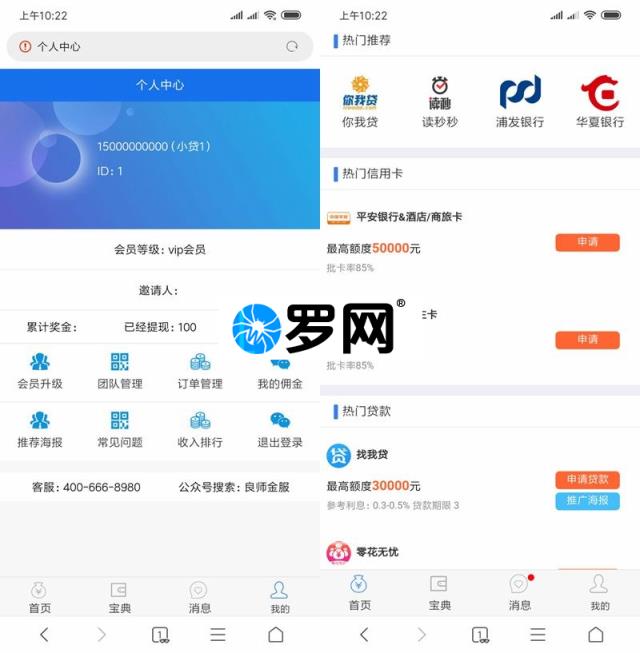 上午10:22
个人中心
个人中心
15000000000 (小贷1)
ID: 1
会员等级: vip会员
邀请人:
累计奖金: 已经提现: 100
会员升级 团队管理 订单管理 我的佣金
推荐海报 常见问题 收入排行 退出登录
客服: 400-666-8980 公众号搜索: 良师金服
首页 宝典 消息 我的
1
上午10:22
热门推荐
你我贷 读秒
你我贷 读秒秒 浦发银行 华夏银行
热门信用卡
平安银行&酒店/商旅卡
最高额度50000元
申请
批卡率85%
罗网®
卡
申请
批卡率85%
热门贷款
找我贷
最高额度30000元
申请贷款
参考利息: 0.3-0.5% 贷款期限 3
推广海报
零花无忧
首页 宝典 消息 我的
1